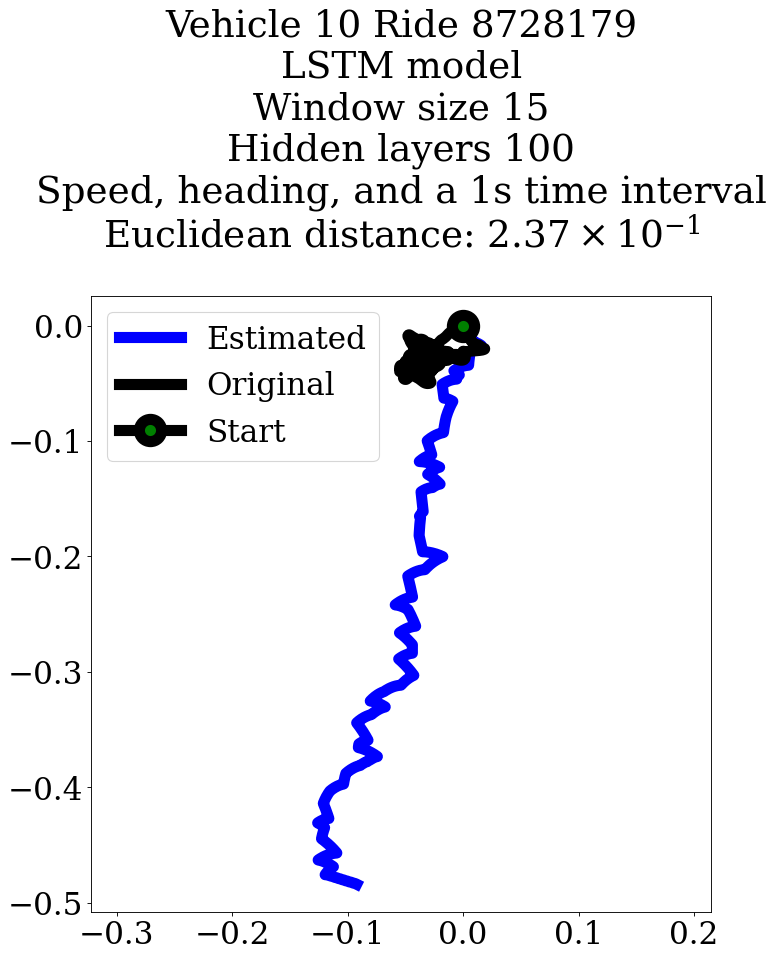 Vehicle 10 Ride 8728179
LSTM model
Window size 15
Hidden layers 100
Speed, heading, and a 1s time interval
Euclidean distance: 2.37 × 10⁻¹
Estimated
Original
Start
0.0
−0.1
−0.2
−0.3
−0.4
−0.5
−0.3 −0.2 −0.1 0.0 0.1 0.2